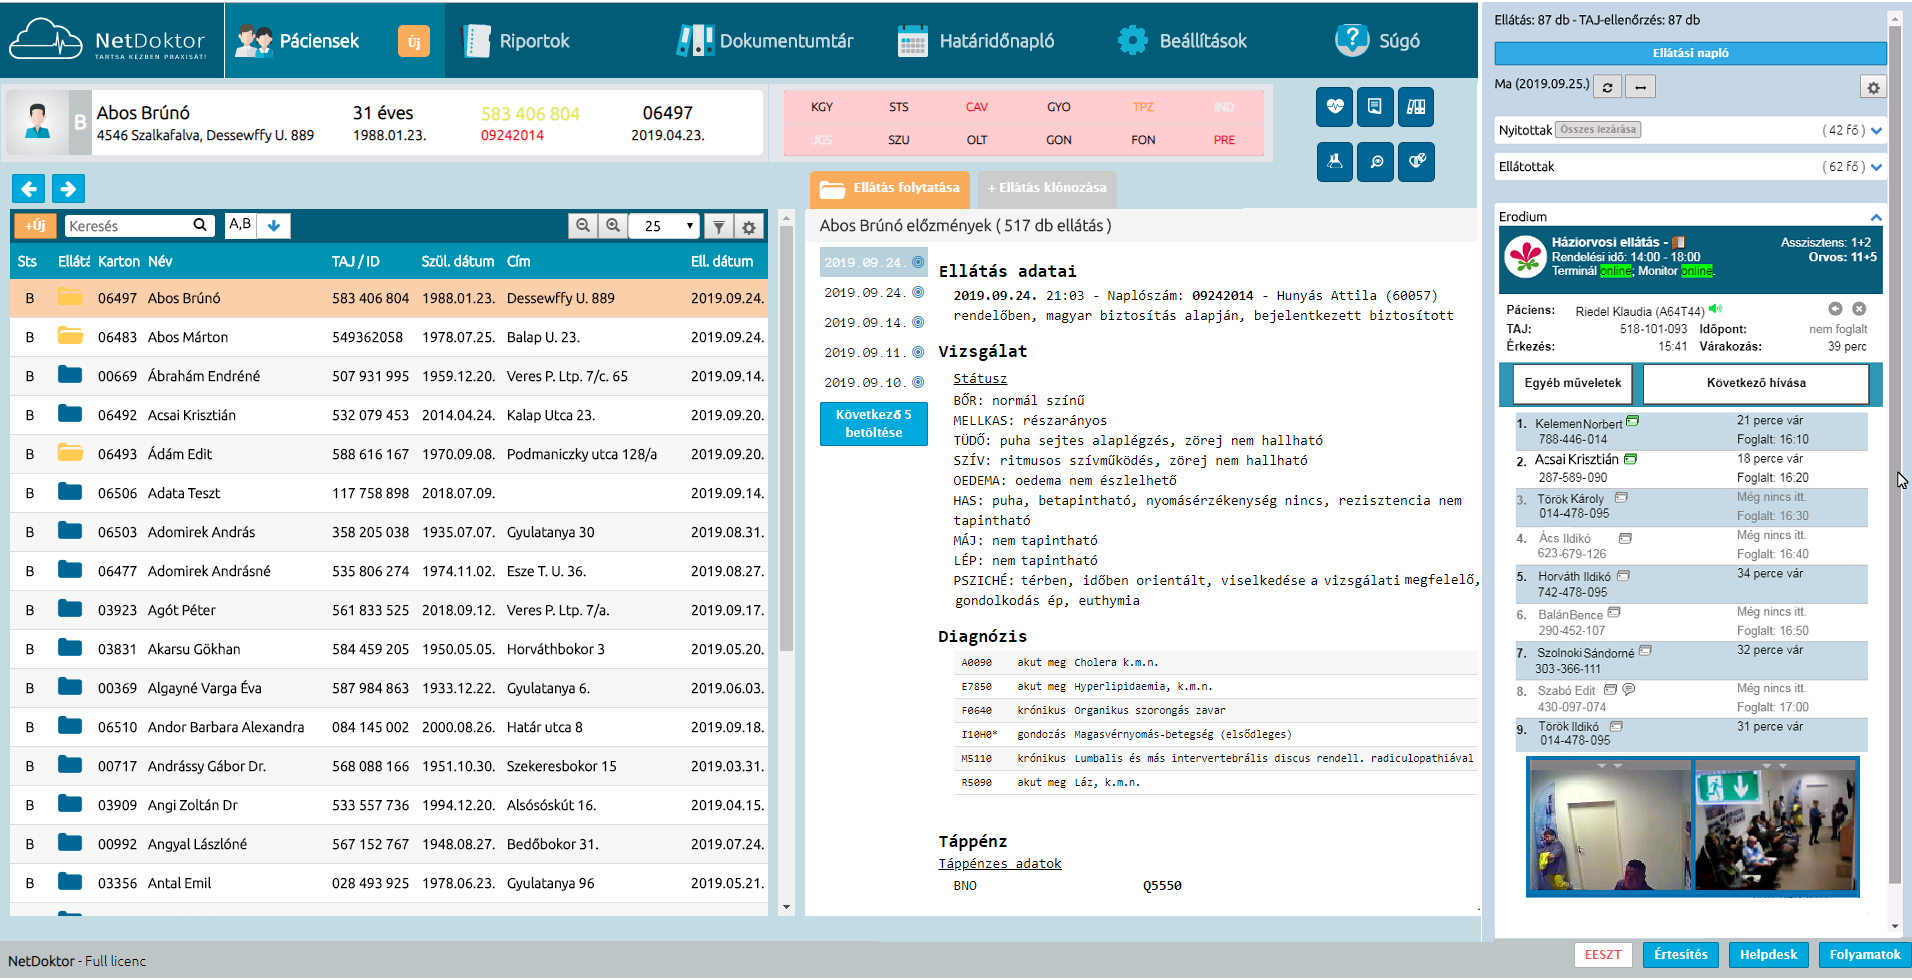 NetDoktor
TARTSA KÉZBEN PRAXISÁT!
Páciensek
Új
Riportok
Dokumentumtár
Határidőnapló
Beállítások
Súgó
B
Abos Brúnó
31 éves
583 406 804
06497
4546 Szalkafalva, Dessewffy U. 889
1988.01.23.
09242014
2019.04.23.
KGY STS CAV GYO TPZ IND
JGS SZU OLT GON FON PRE
+Új
Keresés
A,B
25
Sts Ellátá Karton Név TAJ / ID Szül. dátum Cím Ell. dátum
B 06497 Abos Brúnó 583 406 804 1988.01.23. Dessewffy U. 889 2019.09.24.
B 06483 Abos Márton 549362058 1978.07.25. Balap U. 23. 2019.09.24.
B 00669 Ábrahám Endréné 507 931 995 1959.12.20. Veres P. Ltp. 7/c. 65 2019.09.14.
B 06492 Acsai Krisztián 532 079 453 2014.04.24. Kalap Utca 23. 2019.09.20.
B 06493 Ádám Edit 588 616 167 1970.09.08. Podmaniczky utca 128/a 2019.09.20.
B 06506 Adata Teszt 117 758 898 2018.07.09. 2019.09.14.
B 06503 Adomirek András 358 205 038 1935.07.07. Gyulatanya 30 2019.08.31.
B 06477 Adomirek Andrásné 535 806 274 1974.11.02. Esze T. U. 36. 2019.08.27.
B 03923 Agót Péter 561 833 525 2018.09.12. Veres P. Ltp. 7/a. 2019.09.17.
B 03831 Akarsu Gökhan 584 459 205 1950.05.05. Horváthbokor 3 2019.05.20.
B 00369 Algayné Varga Éva 587 984 863 1933.12.22. Gyulatanya 6. 2019.06.03.
B 06510 Andor Barbara Alexandra 084 145 002 2000.08.26. Határ utca 8 2019.09.18.
B 00717 Andrássy Gábor Dr. 568 088 166 1951.10.30. Szekeresbokor 15 2019.03.31.
B 03909 Angi Zoltán Dr 533 557 736 1994.12.20. Alsósóskút 16. 2019.04.15.
B 00992 Angyal Lászlóné 567 152 767 1948.08.27. Bedőbokor 31. 2019.07.24.
B 03356 Antal Emil 028 493 925 1978.06.23. Gyulatanya 96 2019.05.21.
Ellátás folytatása
+ Ellátás klónozása
Abos Brúnó előzmények ( 517 db ellátás )
2019.09.24.
2019.09.24.
2019.09.14.
2019.09.11.
2019.09.10.
Következő 5
betöltése
Ellátás adatai
2019.09.24. 21:03 - Naplószám: 09242014 - Hunyás Attila (60057)
rendelőben, magyar biztosítás alapján, bejelentkezett biztosított
Vizsgálat
Státusz
BŐR: normál színű
MELLKAS: részarányos
TÜDŐ: puha sejtes alaplégzés, zörej nem hallható
SZÍV: ritmusos szívműködés, zörej nem hallható
OEDEMA: oedema nem észlelhető
HAS: puha, betapintható, nyomásérzékenység nincs, rezisztencia nem
tapintható
MÁJ: nem tapintható
LÉP: nem tapintható
PSZICHÉ: térben, időben orientált, viselkedése a vizsgálati megfelelő,
gondolkodás ép, euthymia
Diagnózis
A0090 akut meg Cholera k.m.n.
E7850 akut meg Hyperlipidaemia, k.m.n.
F0640 krónikus Organikus szorongás zavar
I10H0* gondozás Magasvérnyomás-betegség (elsődleges)
M5110 krónikus Lumbalis és más intervertebrális discus rendell. radiculopathiával
R5090 akut meg Láz, k.m.n.
Táppénz
Táppénzes adatok
BNO Q5550
Ellátás: 87 db - TAJ-ellenőrzés: 87 db
Ellátási napló
Ma (2019.09.25.)
Nyitottak Összes lezárása ( 42 fő )
Ellátottak ( 62 fő )
Erodium
Háziorvosi ellátás -
Rendelési idő: 14:00 - 18:00
Terminál online; Monitor online.
Asszisztens: 1+2
Orvos: 11+5
Páciens: Riedel Klaudia (A64T44)
TAJ: 518-101-093 Időpont: nem foglalt
Érkezés: 15:41 Várakozás: 39 perc
Egyéb műveletek
Következő hívása
1. Kelemen Norbert 21 perce vár
788-446-014 Foglalt: 16:10
2. Acsai Krisztián 18 perce vár
287-589-090 Foglalt: 16:20
3. Török Károly Még nincs itt.
014-478-095 Foglalt: 16:30
4. Ács Ildikó Még nincs itt.
623-679-126 Foglalt: 16:40
5. Horváth Ildikó 34 perce vár
742-478-095
6. Balán Bence Még nincs itt.
290-452-107 Foglalt: 16:50
7. Szolnoki Sándorné 32 perce vár
303-366-111
8. Szabó Edit Még nincs itt.
430-097-074 Foglalt: 17:00
9. Török Ildikó 31 perce vár
014-478-095
NetDoktor - Full licenc
EESZT
Értesítés
Helpdesk
Folyamatok